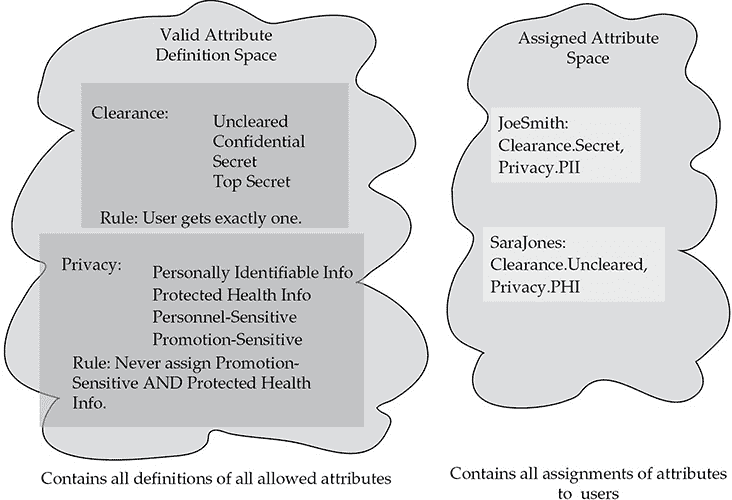 Valid Attribute
Definition Space
Clearance:
Uncleared
Confidential
Secret
Top Secret
Rule: User gets exactly one.
Privacy:
Personally Identifiable Info
Protected Health Info
Personnel-Sensitive
Promotion-Sensitive
Rule: Never assign Promotion-
Sensitive AND Protected Health
Info.
Contains all definitions of all allowed attributes
Assigned Attribute
Space
JoeSmith:
Clearance.Secret,
Privacy.PII
SaraJones:
Clearance.Uncleared,
Privacy.PHI
Contains all assignments of attributes
to users